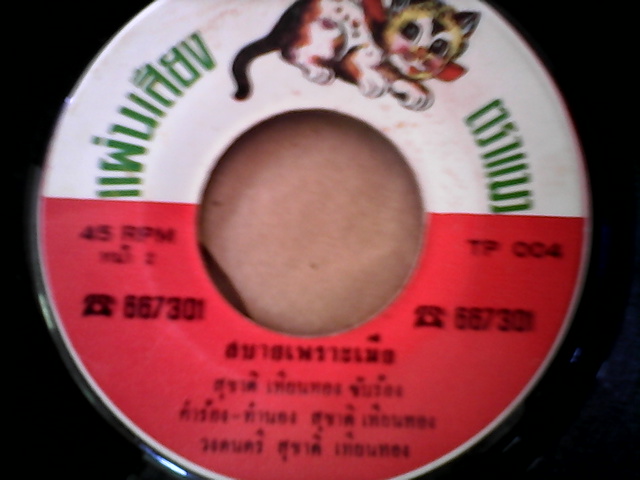 แผ่นเสียง
ตราแมว
45 RPM
หน้า 2
TP 004
☎ 667301
☎ 667301
สบายเพราะเมีย
สุชาติ เทียนทอง ขับร้อง
คำร้อง-ทำนอง สุชาติ เทียนทอง
วงดนตรี สุชาติ เทียนทอง